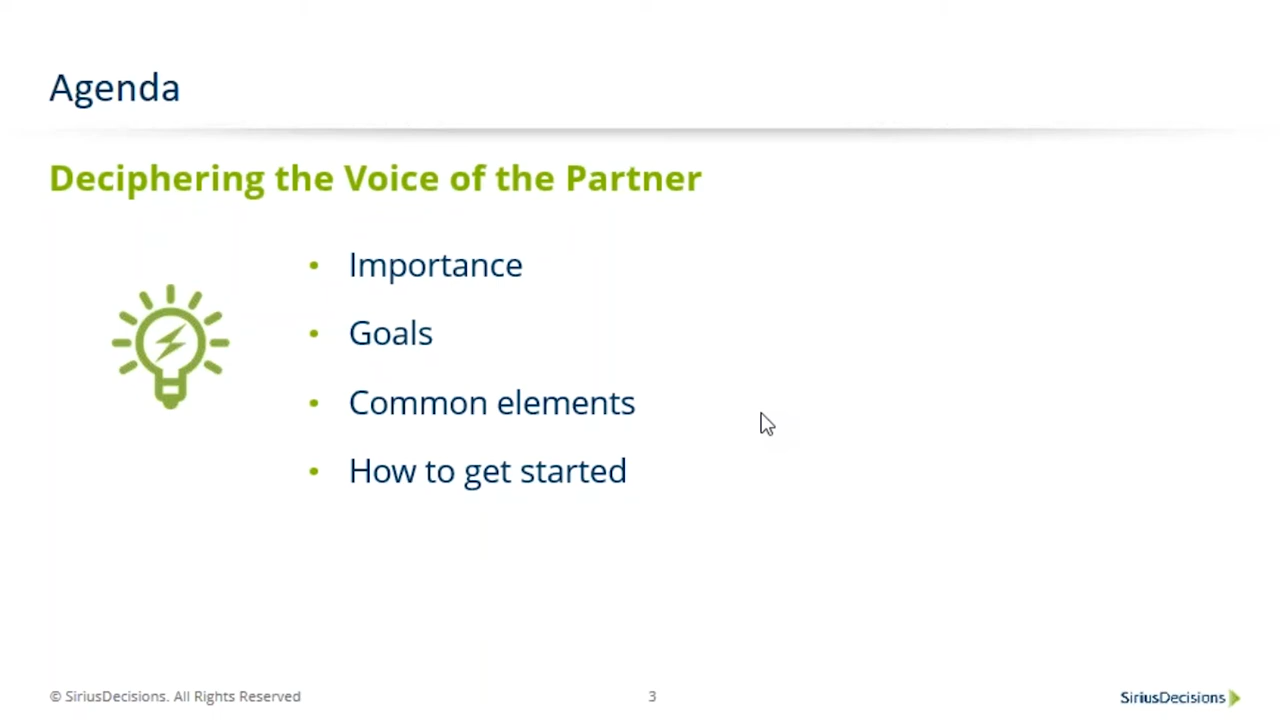 Agenda
Deciphering the Voice of the Partner
• Importance
• Goals
• Common elements
• How to get started
© SiriusDecisions. All Rights Reserved
3
SiriusDecisions